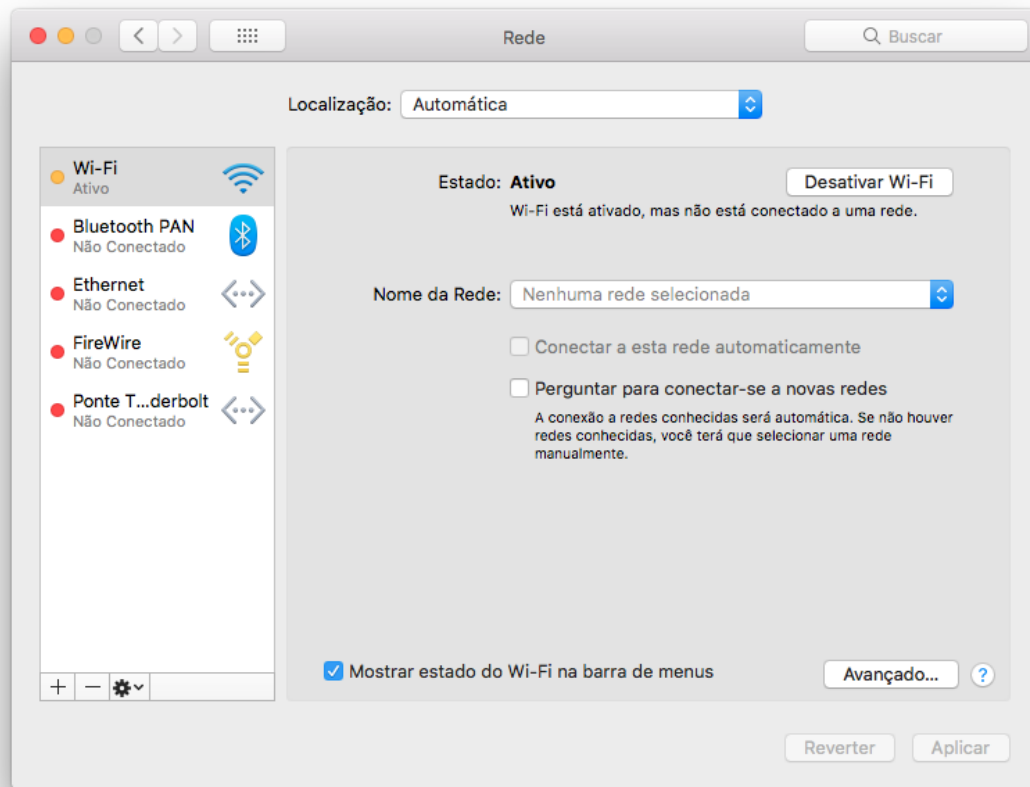 Rede
Buscar
Localização: Automática
Wi-Fi
Ativo
Bluetooth PAN
Não Conectado
Ethernet
Não Conectado
FireWire
Não Conectado
Ponte T...derbolt
Não Conectado
Estado: Ativo
Desativar Wi-Fi
Wi-Fi está ativado, mas não está conectado a uma rede.
Nome da Rede: Nenhuma rede selecionada
Conectar a esta rede automaticamente
Perguntar para conectar-se a novas redes
A conexão a redes conhecidas será automática. Se não houver
redes conhecidas, você terá que selecionar uma rede
manualmente.
Mostrar estado do Wi-Fi na barra de menus
Avançado...
?
Reverter
Aplicar